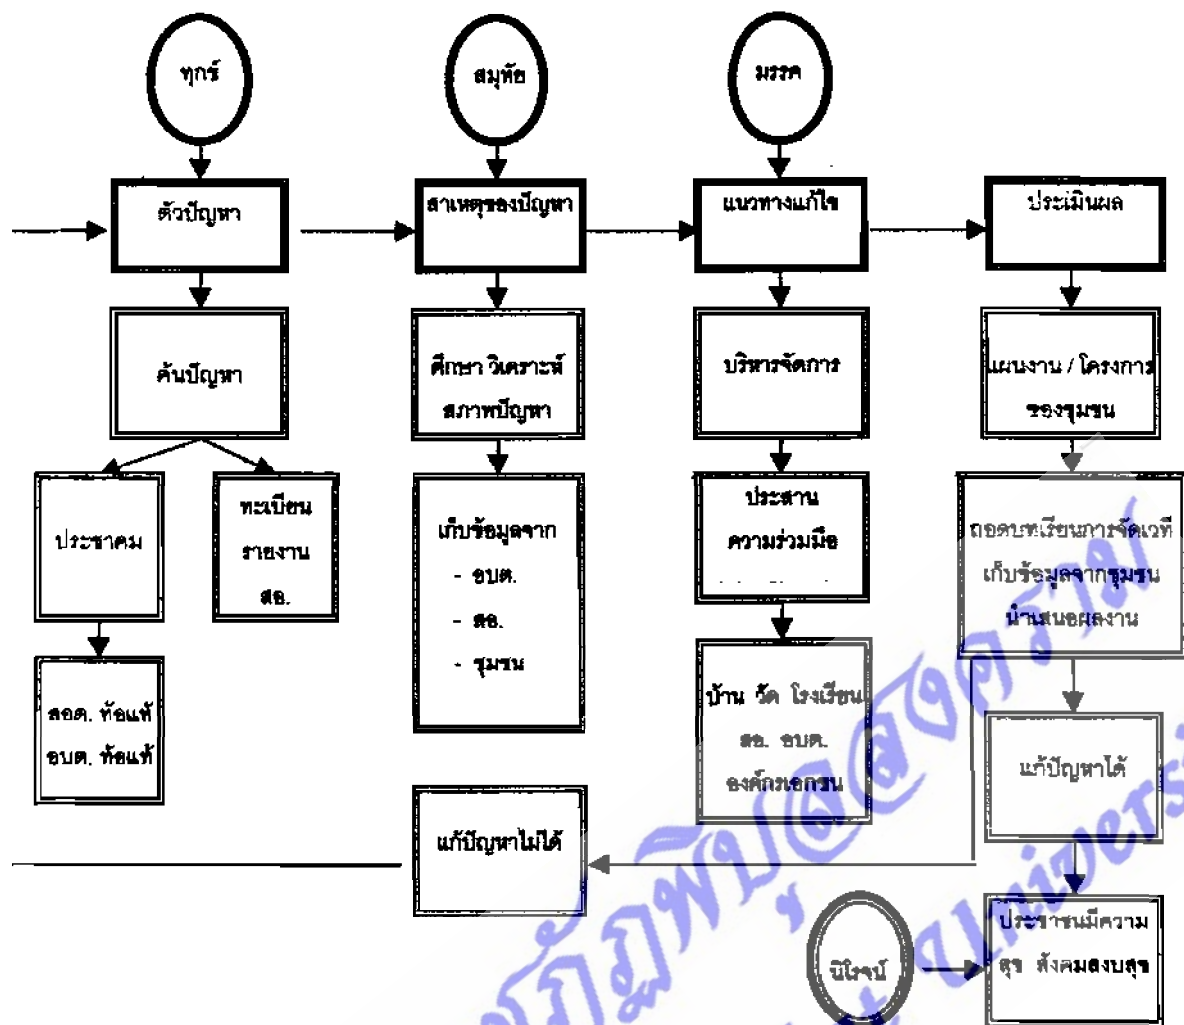 ทุกข์
สมุทัย
มรรค
ตัวปัญหา
สาเหตุของปัญหา
แนวทางแก้ไข
ประเมินผล
ค้นปัญหา
ศึกษา วิเคราะห์
สภาพปัญหา
บริหารจัดการ
แผนงาน / โครงการ
ของชุมชน
ประชาคม
ทะเบียน
รายงาน
สอ.
เก็บข้อมูลจาก
- อบต.
- สอ.
- ชุมชน
ประสาน
ความร่วมมือ
ถอดบทเรียนการจัดเวที
เก็บข้อมูลจากชุมชน
นำเสนอผลงาน
สอต. ท้อแท้
อบต. ท้อแท้
บ้าน วัด โรงเรียน
สอ. อบต.
องค์กรเอกชน
แก้ปัญหาได้
แก้ปัญหาไม่ได้
นิโรจน์
ประชาชนมีความ
สุข สังคมสงบสุข